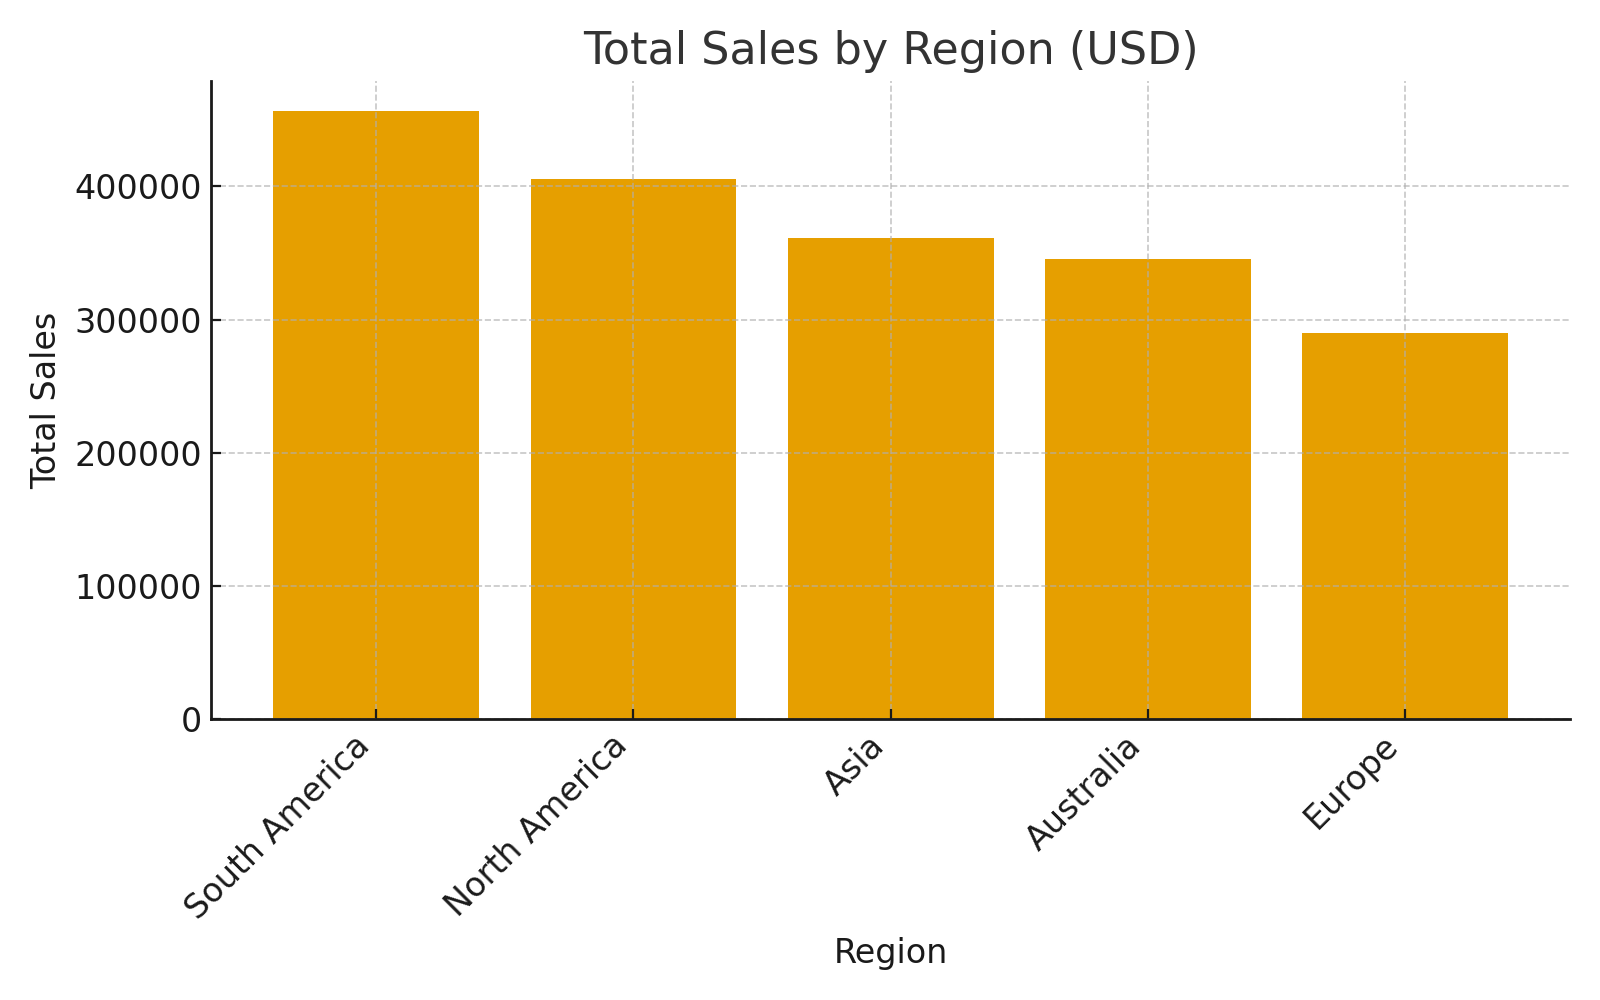 Total Sales by Region (USD)
Total Sales
400000
300000
200000
100000
0
South America
North America
Asia
Australia
Europe
Region